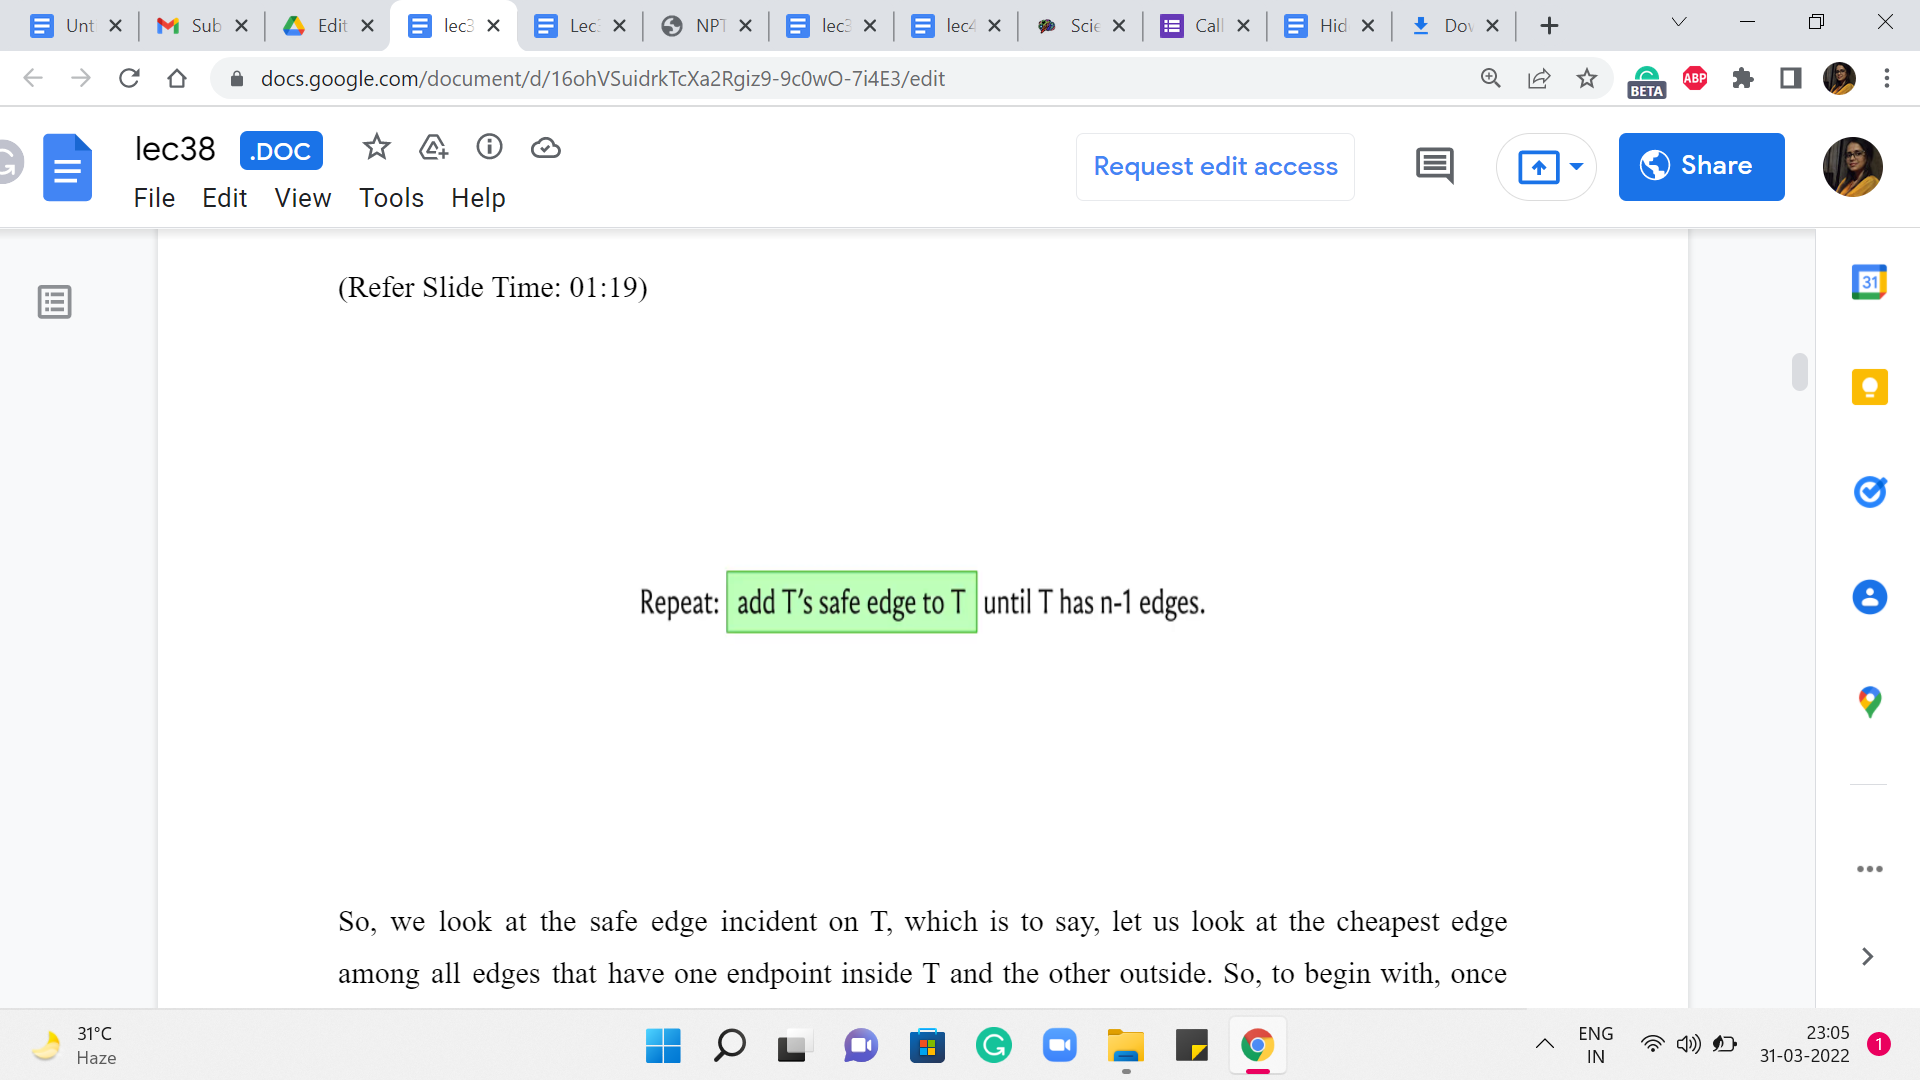 Unt
Sub
Edit
lec3
Lec
NPT
lec3
lec4
Scie
Call
Hid
Dov
docs.google.com/document/d/16ohVSuidrkTcXa2Rgiz9-9c0wO-7i4E3/edit
BETA
ABP
lec38
.DOC
Request edit access
Share
File Edit View Tools Help
31
(Refer Slide Time: 01:19)
Repeat: add T's safe edge to T until T has n-1 edges.
So, we look at the safe edge incident on T, which is to say, let us look at the cheapest edge
among all edges that have one endpoint inside T and the other outside. So, to begin with, once
31°C
Haze
ENG
IN
23:05
31-03-2022
1